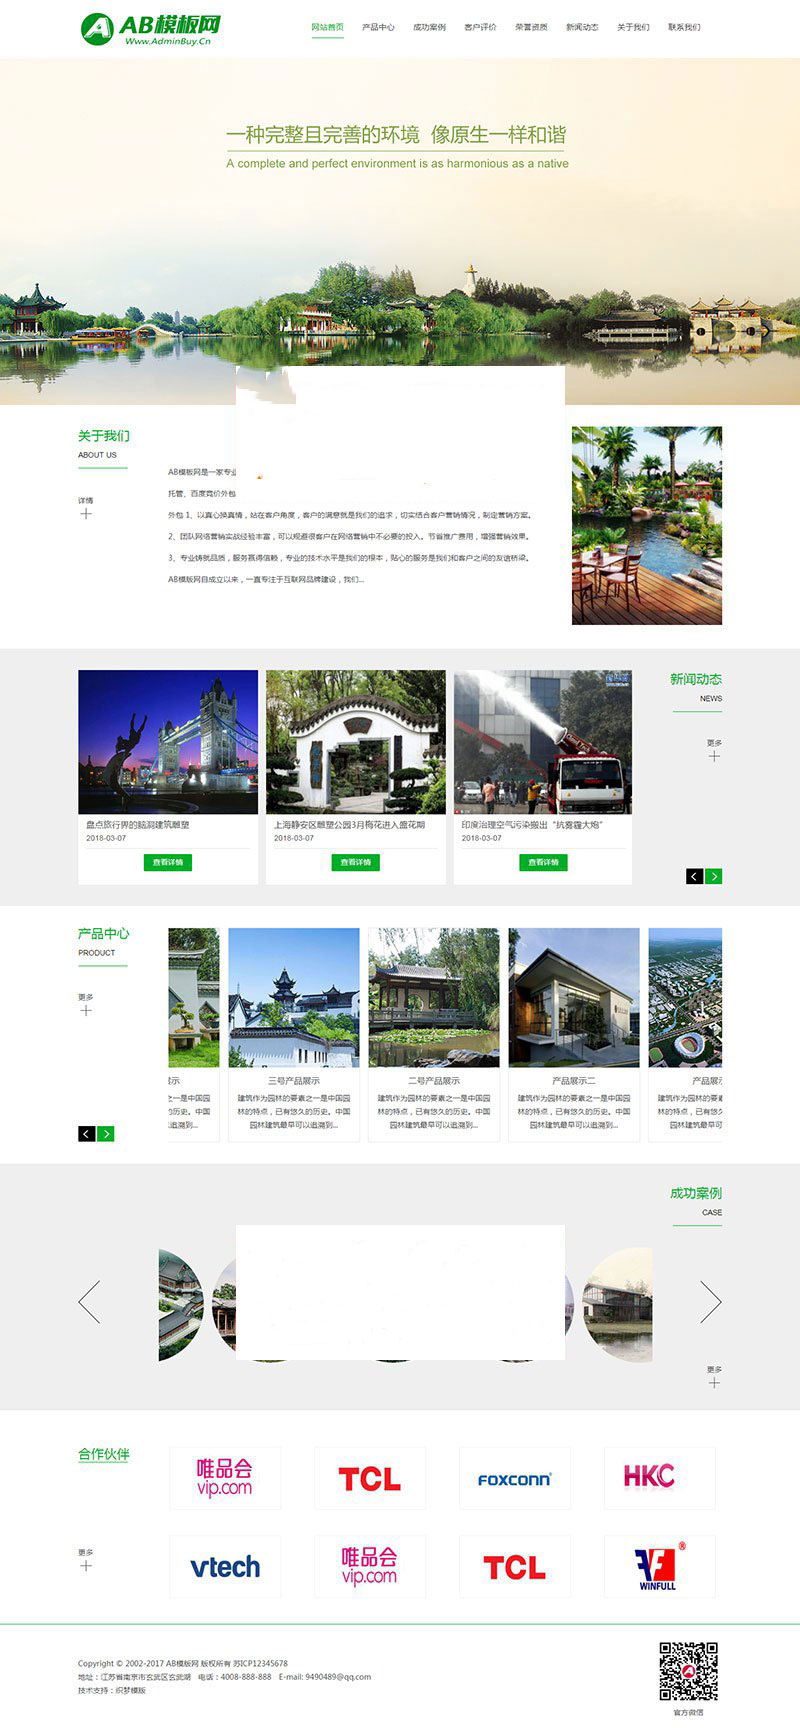 AB模板网
Www.AdminBuy.Cn
网站首页 产品中心 成功案例 客户评价 荣誉资质 新闻动态 关于我们 联系我们
一种完整且完善的环境 像原生一样和谐
A complete and perfect environment is as harmonious as a native
关于我们
ABOUT US
详情
AB模板网是一家专业
托管、百度竞价外包
外包 1、以真心换真情，站在客户角度，客户的满意就是我们的追求，切实结合客户营销情况，制定营销方案。
2、团队网络营销实战经验丰富，可以规避很客户在网络营销中不必要的投入。节省推广费用，增强营销效果。
3、专业铸就品质，服务赢得信赖，专业的技术水平是我们的根本，贴心的服务是我们和客户之间的友谊桥梁。
AB模版网自成立以来，一直专注于互联网品牌建设，我们...
新闻动态
NEWS
更多
盘点旅行界的脑洞建筑雕塑
2018-03-07
查看详情
上海静安区雕塑公园3月梅花进入盛花期
2018-03-07
查看详情
印度治理空气污染搬出“抗雾霾大炮”
2018-03-07
查看详情
产品中心
PRODUCT
更多
示
之一是中国园
的历史。中国
以追溯到...
三号产品展示
建筑作为园林的要素之一是中国园
林的特点，已有悠久的历史。中国
园林建筑最早可以追溯到...
二号产品展示
建筑作为园林的要素之一是中国园
林的特点，已有悠久的历史。中国
园林建筑最早可以追溯到...
产品展示二
建筑作为园林的要素之一是中国园
林的特点，已有悠久的历史。中国
园林建筑最早可以追溯到...
产品展
建筑作为园林的
林的特点，已有
园林建筑最
成功案例
CASE
更多
合作伙伴
更多
唯品会
vip.com
TCL
FOXCONN
HKC
vtech
唯品会
vip.com
TCL
WINFULL
Copyright © 2002-2017 AB模版网 版权所有 苏ICP12345678
地址：江苏省南京市玄武区玄武湖 电话：4008-888-888 E-mail: 9490489@qq.com
技术支持：织梦模版
官方微信